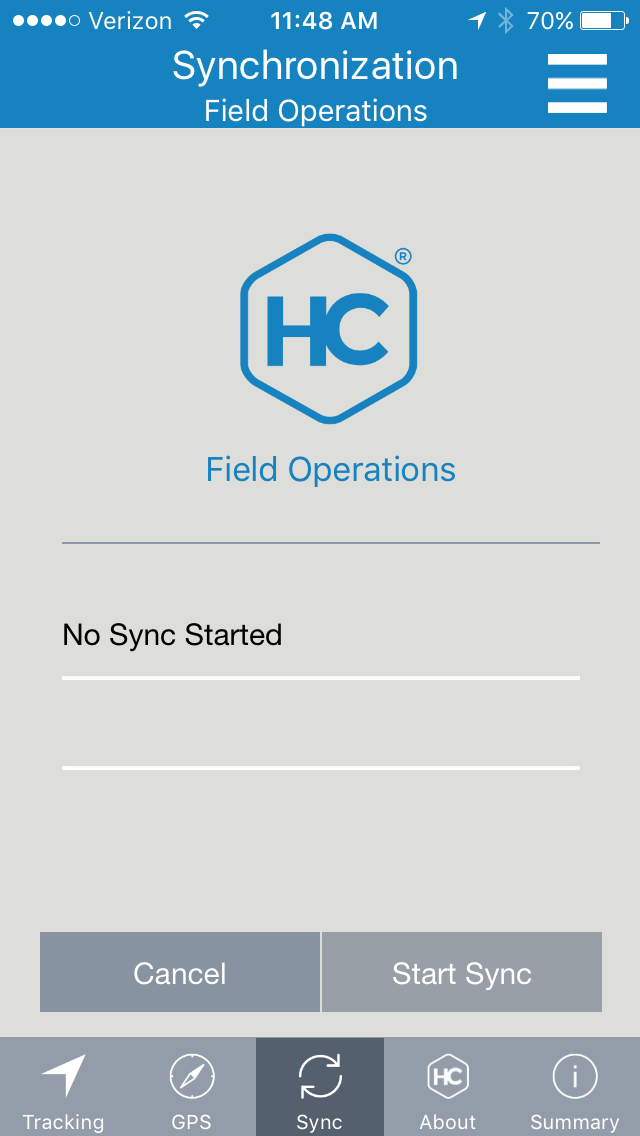 Verizon 11:48 AM 70%
Synchronization
Field Operations
HC®
Field Operations
No Sync Started
Cancel Start Sync
Tracking GPS Sync HC About Summary